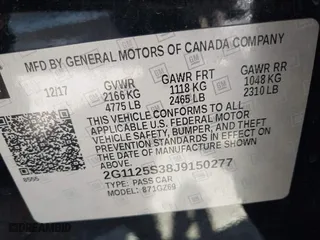 MFD BY GENERAL MOTORS OF CANADA COMPANY
12/17 GVWR GAWR FRT GAWR RR
2166 KG 1118 KG 1048 KG
4775 LB 2465 LB 2310 LB
THIS VEHICLE CONFORMS TO ALL
APPLICABLE U.S. FEDERAL MOTOR
VEHICLE SAFETY, BUMPER, AND THEFT
PREVENTION STANDARDS IN EFFECT ON
THE DATE OF MANUFACTURE SHOWN
ABOVE.
2G1125S38J9150277
TYPE: PASS CAR
MODEL: 871GZ69